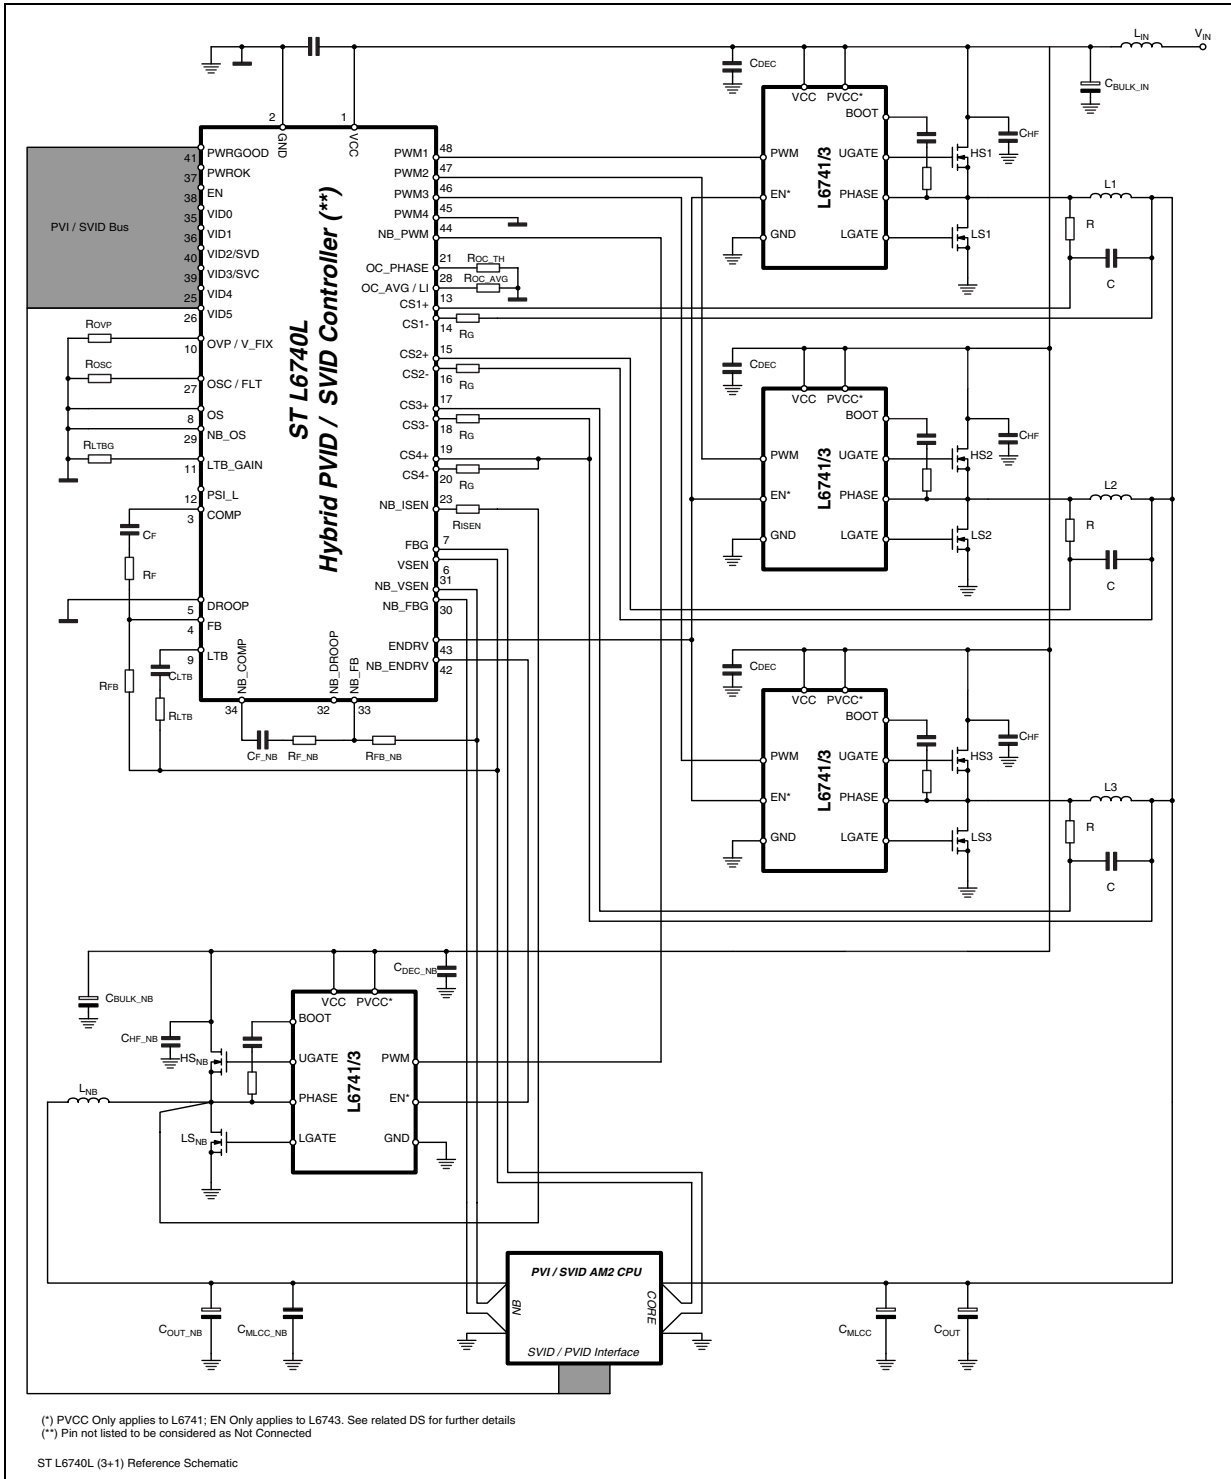 LIN
VIN
CDEC
CBULK_IN
2
1
GND
VCC
ST L6740L
Hybrid PVID / SVID Controller (**)
PVI / SVID Bus
41 PWRGOOD
37 PWROK
38 EN
35 VID0
36 VID1
40 VID2/SVD
39 VID3/SVC
25 VID4
26 VID5
ROVP
10 OVP / V_FIX
ROSC
27 OSC / FLT
8 OS
29 NB_OS
RLTBG
11 LTB_GAIN
12 PSI_L
3 COMP
CF
RF
5 DROOP
4 FB
9 LTB
RFB
CLTB
RLTB
NB_COMP
NB_DROOP
NB_FB
34
32
33
CF_NB
RF_NB
RFB_NB
PWM1 48
PWM2 47
PWM3 46
PWM4 45
NB_PWM 44
OC_PHASE 21
ROC_TH
OC_AVG / LI 28
ROC_AVG
CS1+ 13
CS1- 14
RG
CS2+ 15
CS2- 16
RG
CS3+ 17
CS3- 18
RG
CS4+ 19
CS4- 20
RG
NB_ISEN 23
RISEN
FBG 7
VSEN 6
NB_VSEN 31
NB_FBG 30
ENDRV 43
NB_ENDRV 42
VCC
PVCC*
BOOT
PWM
UGATE
EN*
PHASE
GND
LGATE
L6741/3
CHF
HS1
LS1
L1
R
C
CDEC
VCC
PVCC*
BOOT
PWM
UGATE
EN*
PHASE
GND
LGATE
L6741/3
CHF
HS2
LS2
L2
R
C
CDEC
VCC
PVCC*
BOOT
PWM
UGATE
EN*
PHASE
GND
LGATE
L6741/3
CHF
HS3
LS3
L3
R
C
CDEC_NB
CBULK_NB
CHF_NB
HSNB
LNB
LSNB
VCC
PVCC*
BOOT
UGATE
PWM
PHASE
EN*
LGATE
GND
L6741/3
PVI / SVID AM2 CPU
NB
CORE
SVID / PVID Interface
COUT_NB
CMLCC_NB
CMLCC
COUT
(*) PVCC Only applies to L6741; EN Only applies to L6743. See related DS for further details
(**) Pin not listed to be considered as Not Connected
ST L6740L (3+1) Reference Schematic